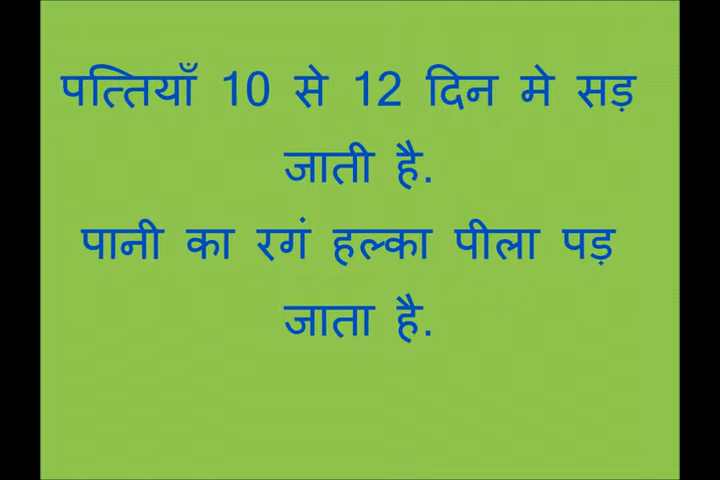 पत्तियाँ 10 से 12 दिन मे सड़
जाती है.
पानी का रगं हल्का पीला पड़
जाता है.